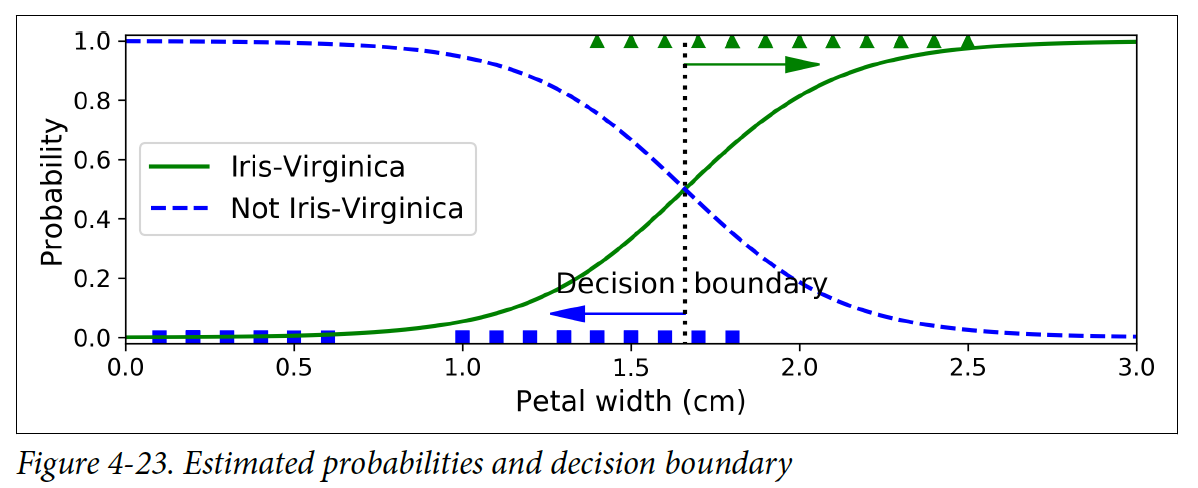 1.0
0.8
0.6
0.4
0.2
0.0
Probability
Iris-Virginica
Not Iris-Virginica
Decision boundary
0.0 0.5 1.0 1.5 2.0 2.5 3.0
Petal width (cm)
Figure 4-23. Estimated probabilities and decision boundary